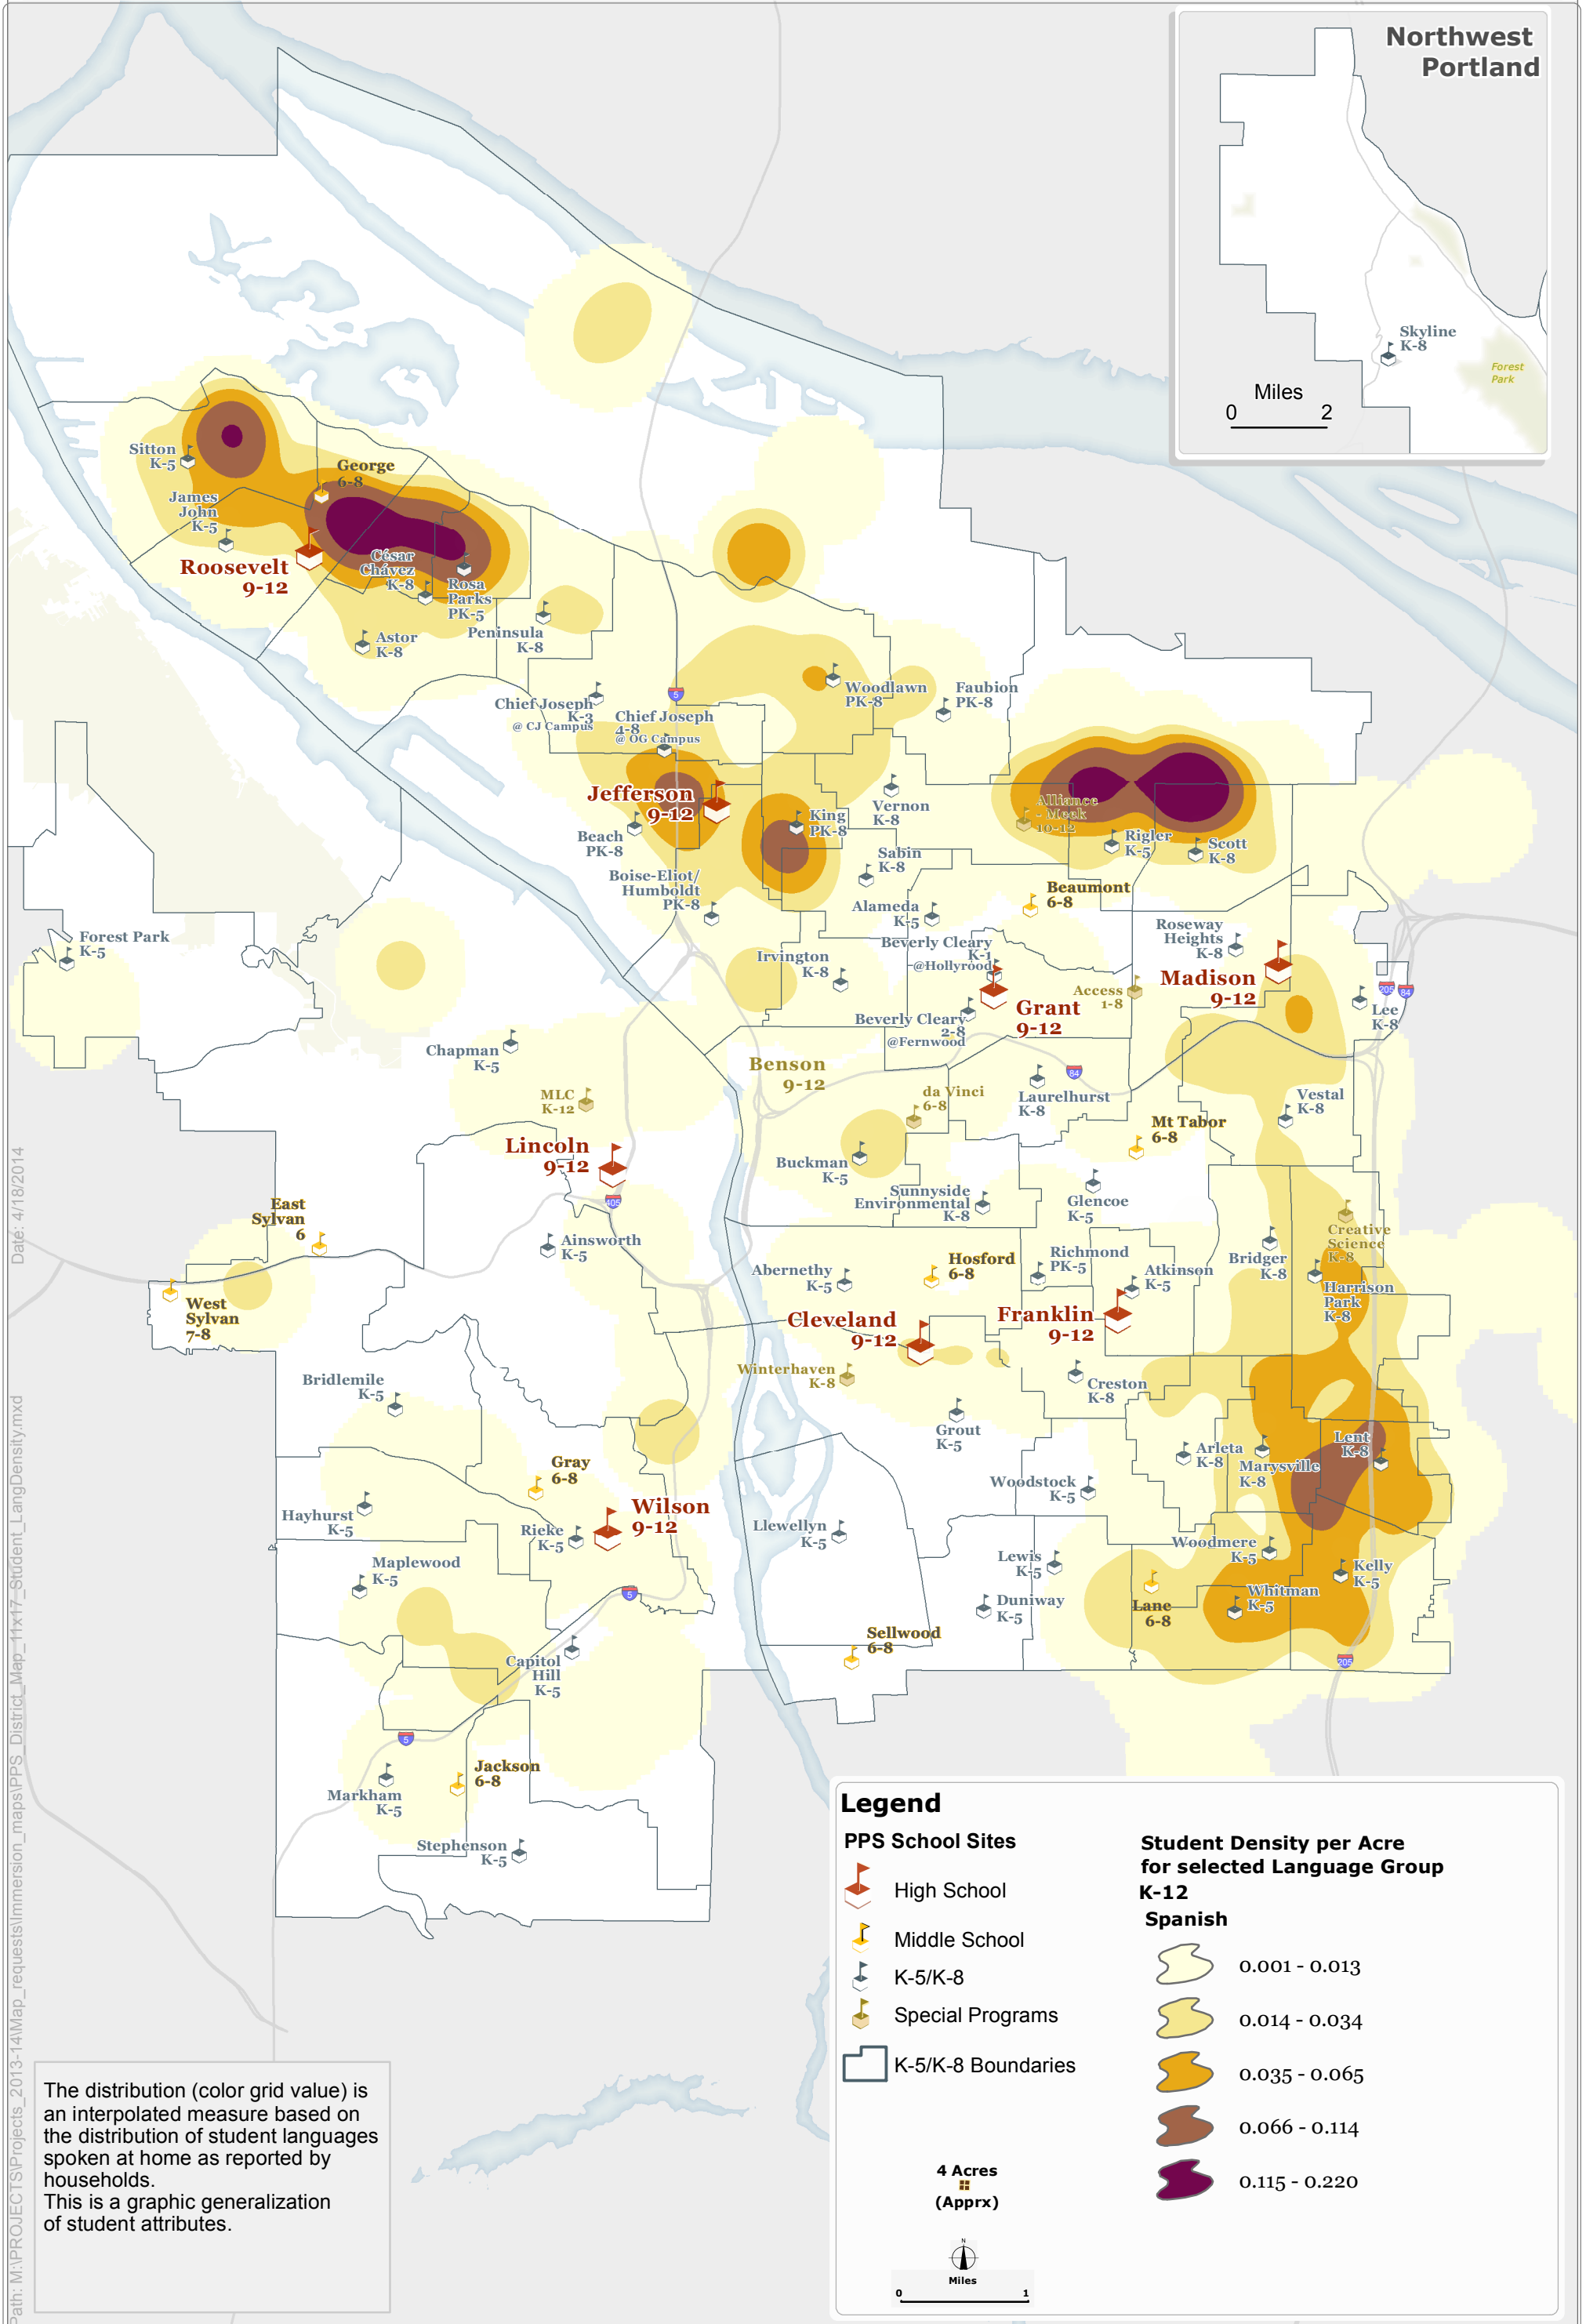 Northwest
Portland
Skyline
K-8
Forest
Park
Miles
0 2
Sitton
K-5
George
6-8
James
John
K-5
Roosevelt
9-12
César
Chávez
K-8
Rosa
Parks
PK-5
Astor
K-8
Peninsula
K-8
Chief Joseph
K-3
@ CJ Campus
5
Chief Joseph
4-8
@ OG Campus
Woodlawn
PK-8
Faubion
PK-8
Jefferson
9-12
Beach
PK-8
King
PK-8
Vernon
K-8
Alliance
- Meek
10-12
Rigler
K-5
Scott
K-8
Sabin
K-8
Boise-Eliot/
Humboldt
PK-8
Alameda
K-5
Beaumont
6-8
Roseway
Heights
K-8
Forest Park
K-5
Beverly Cleary
K-1
@Hollyrood
Irvington
K-8
Madison
9-12
Access
1-8
Grant
9-12
205
84
Lee
K-8
Beverly Cleary
2-8
@Fernwood
Chapman
K-5
Benson
9-12
84
MLC
K-12
da Vinci
6-8
Laurelhurst
K-8
Vestal
K-8
Mt Tabor
6-8
Lincoln
9-12
Buckman
K-5
405
Sunnyside
Environmental
K-8
Glencoe
K-5
East
Sylvan
6
Creative
Science
K-8
Ainsworth
K-5
Bridger
K-8
Abernethy
K-5
Hosford
6-8
Richmond
PK-5
Atkinson
K-5
Harrison
Park
K-8
West
Sylvan
7-8
Cleveland
9-12
Franklin
9-12
Bridlemile
K-5
Winterhaven
K-8
Creston
K-8
Grout
K-5
Lent
K-8
Arleta
K-8
Marysville
K-8
Gray
6-8
Woodstock
K-5
Wilson
9-12
Hayhurst
K-5
Rieke
K-5
Llewellyn
K-5
Woodmere
K-5
Lewis
K-5
Kelly
K-5
Maplewood
K-5
5
Whitman
K-5
Duniway
K-5
Lane
6-8
Sellwood
6-8
205
Capitol
Hill
K-5
5
Jackson
6-8
Markham
K-5
Stephenson
K-5
Date: 4/18/2014
Path: M:\PROJECTS\Projects_2013-14\Map_requests\Immersion_maps\PPS_District_Map_11x17_Student_LangDensity.mxd
The distribution (color grid value) is
an interpolated measure based on
the distribution of student languages
spoken at home as reported by
households.
This is a graphic generalization
of student attributes.
Legend
PPS School Sites
High School
Middle School
K-5/K-8
Special Programs
K-5/K-8 Boundaries
4 Acres
(Apprx)
N
Miles
0 1
Student Density per Acre
for selected Language Group
K-12
Spanish
0.001 - 0.013
0.014 - 0.034
0.035 - 0.065
0.066 - 0.114
0.115 - 0.220